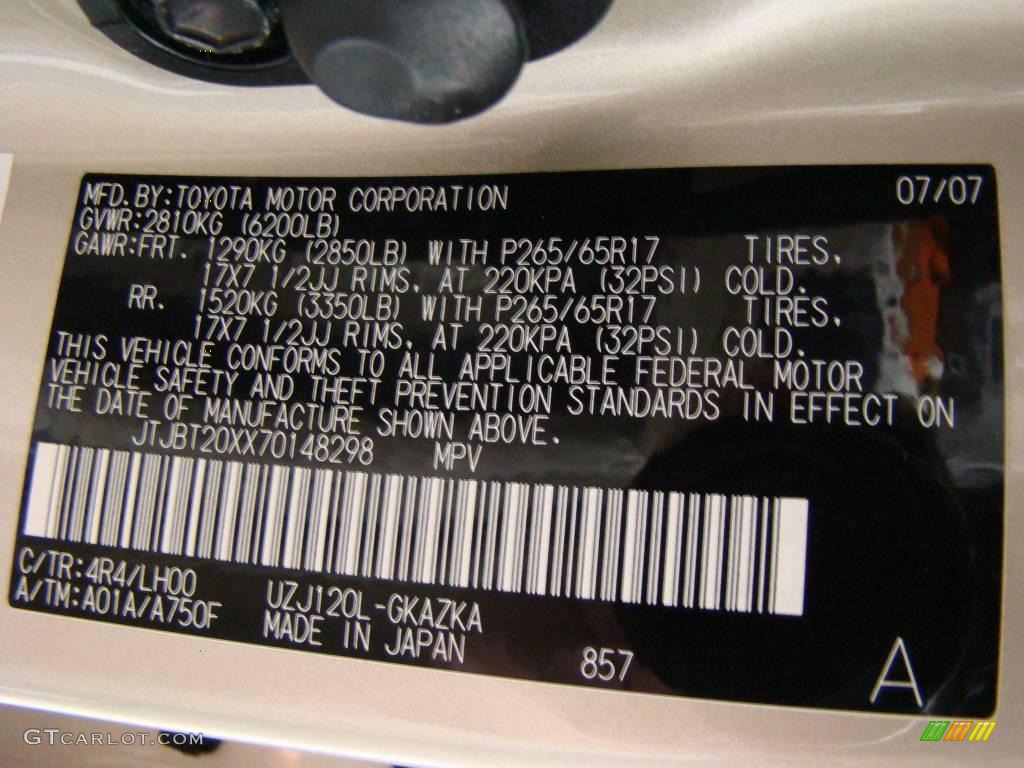 MFD. BY: TOYOTA MOTOR CORPORATION 07/07
GVWR: 2810KG (6200LB)
GAWR: FRT. 1290KG (2850LB) WITH P265/65R17 TIRES,
17X7 1/2JJ RIMS, AT 220KPA (32PSI) COLD.
RR. 1520KG (3350LB) WITH P265/65R17 TIRES,
17X7 1/2JJ RIMS, AT 220KPA (32PSI) COLD.
THIS VEHICLE CONFORMS TO ALL APPLICABLE FEDERAL MOTOR
VEHICLE SAFETY AND THEFT PREVENTION STANDARDS IN EFFECT ON
THE DATE OF MANUFACTURE SHOWN ABOVE.
JTJBT20XX70148298 MPV
C/TR: 4R4/LH00 UZJ120L-GKAZKA
A/TM: A01A/A750F MADE IN JAPAN 857 A
GTCARLOT.COM